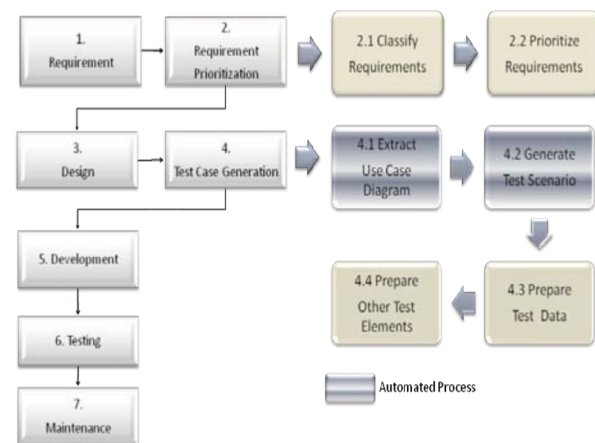 1.
Requirement
2.
Requirement
Prioritization
2.1 Classify
Requirements
2.2 Prioritize
Requirements
3.
Design
4.
Test Case Generation
4.1 Extract
Use Case
Diagram
4.2 Generate
Test Scenario
5. Development
4.4 Prepare
Other Test
Elements
4.3 Prepare
Test Data
6. Testing
Automated Process
7.
Maintenance